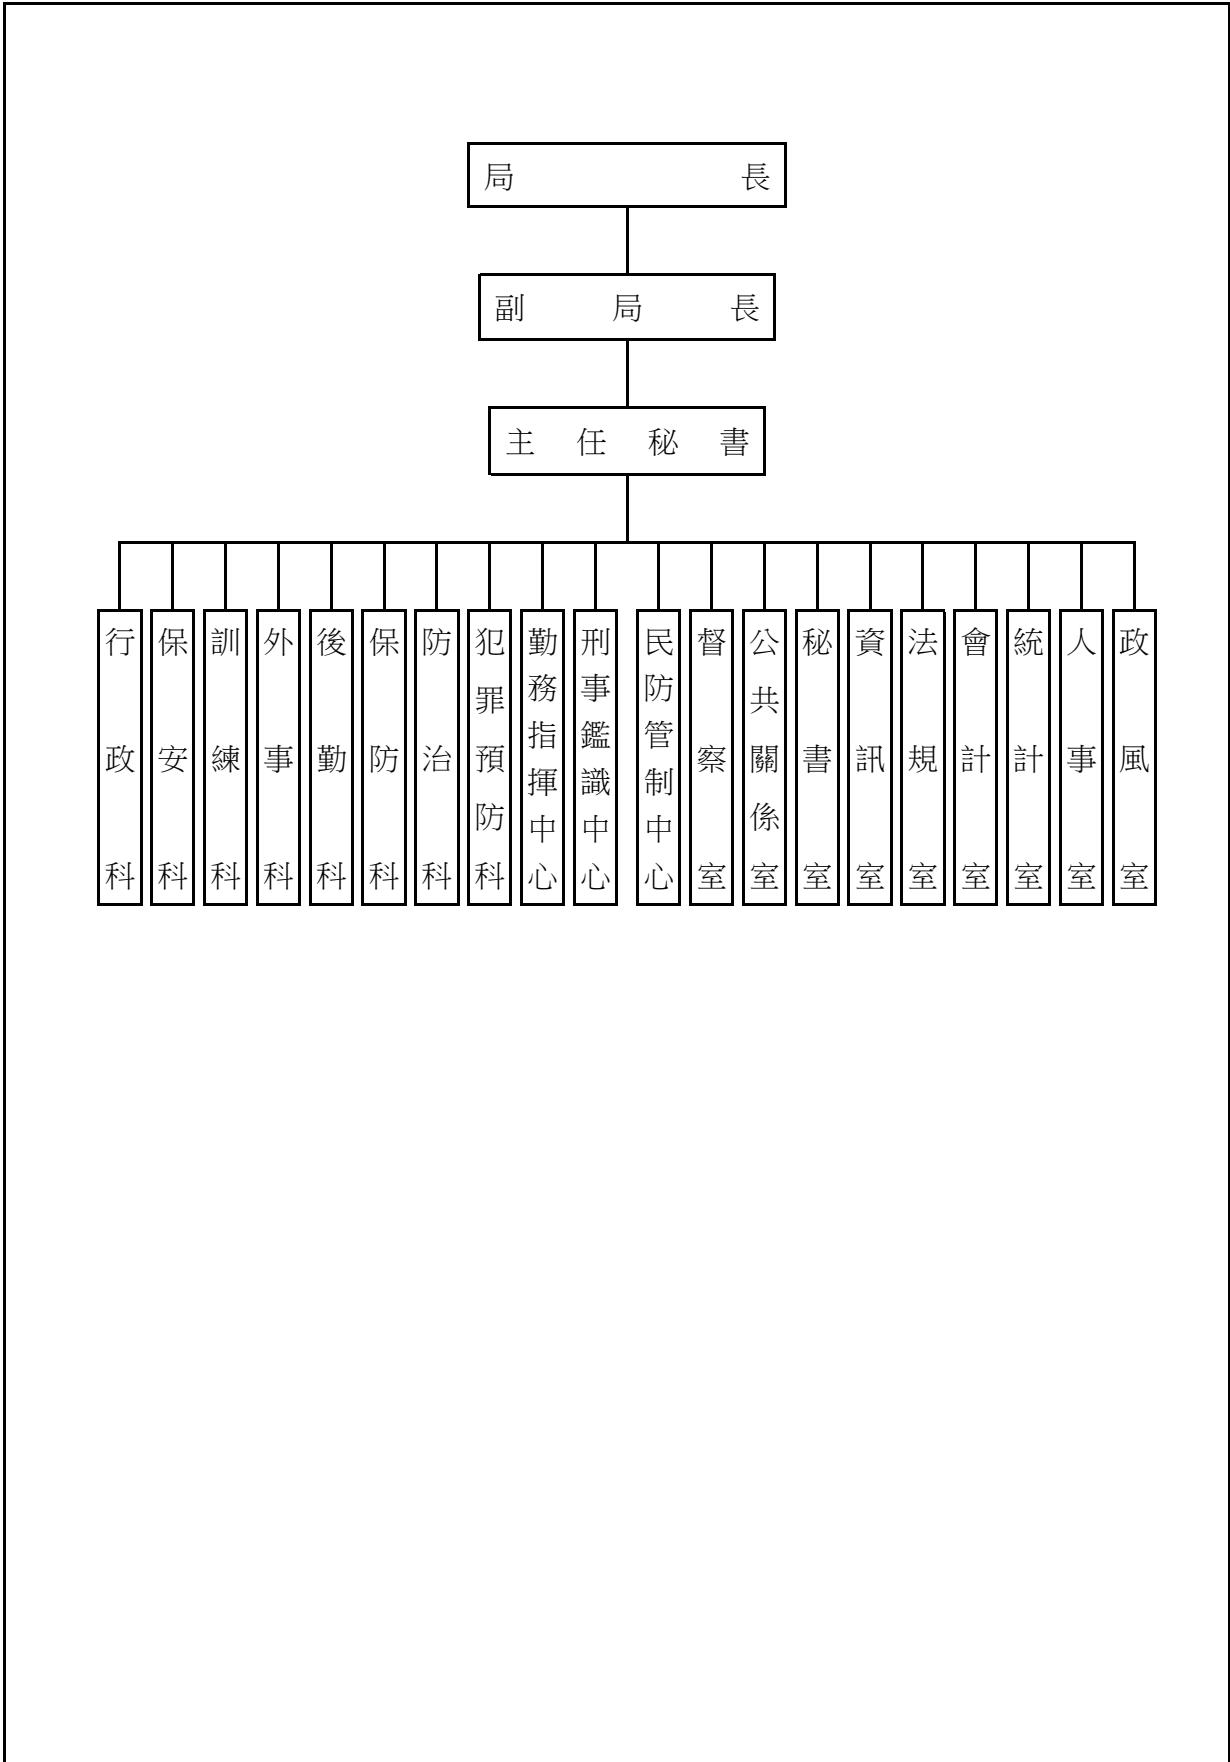 局長
副局長
主任秘書
行政科
保安科
訓練科
外事科
後勤科
保防科
防治科
犯罪預防科
勤務指揮中心
刑事鑑識中心
民防管制中心
督察室
公共關係室
秘書室
資訊室
法規室
會計室
統計室
人事室
政風室